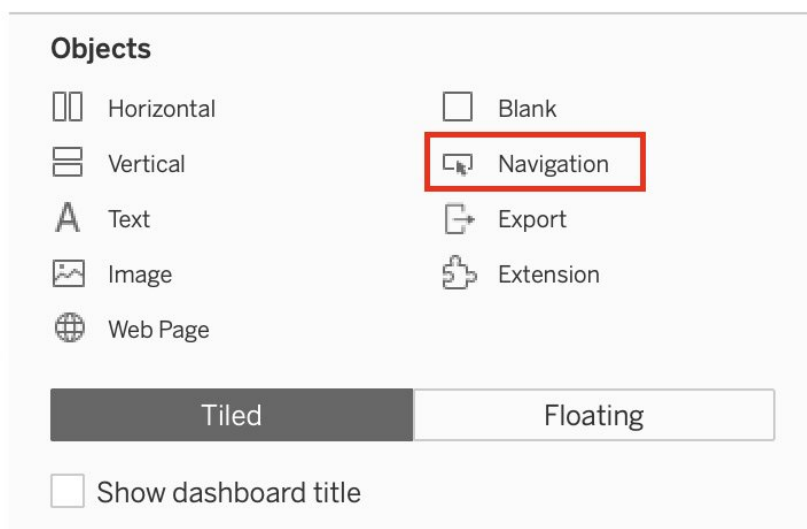 Objects
Horizontal
Blank
Vertical
Navigation
Text
Export
Image
Extension
Web Page
Tiled
Floating
Show dashboard title